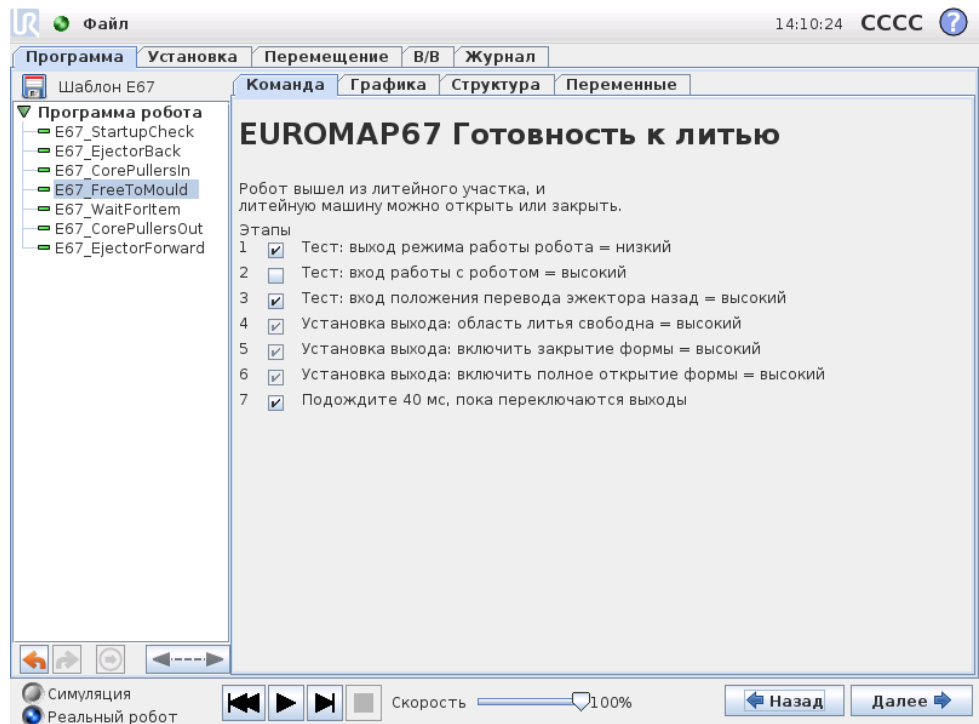 UR Файл 14:10:24 CCCC ?
Программа Установка Перемещение В/В Журнал
Шаблон E67 Команда Графика Структура Переменные
Программа робота
E67_StartupCheck
E67_EjectorBack
E67_CorePullersIn
E67_FreeToMould
E67_WaitForItem
E67_CorePullersOut
E67_EjectorForward
EUROMAP67 Готовность к литью
Робот вышел из литейного участка, и
литейную машину можно открыть или закрыть.
Этапы
1 Тест: выход режима работы робота = низкий
2 Тест: вход работы с роботом = высокий
3 Тест: вход положения перевода эжектора назад = высокий
4 Установка выхода: область литья свободна = высокий
5 Установка выхода: включить закрытие формы = высокий
6 Установка выхода: включить полное открытие формы = высокий
7 Подождите 40 мс, пока переключаются выходы
Симуляция
Реальный робот
Скорость 100%
Назад
Далее